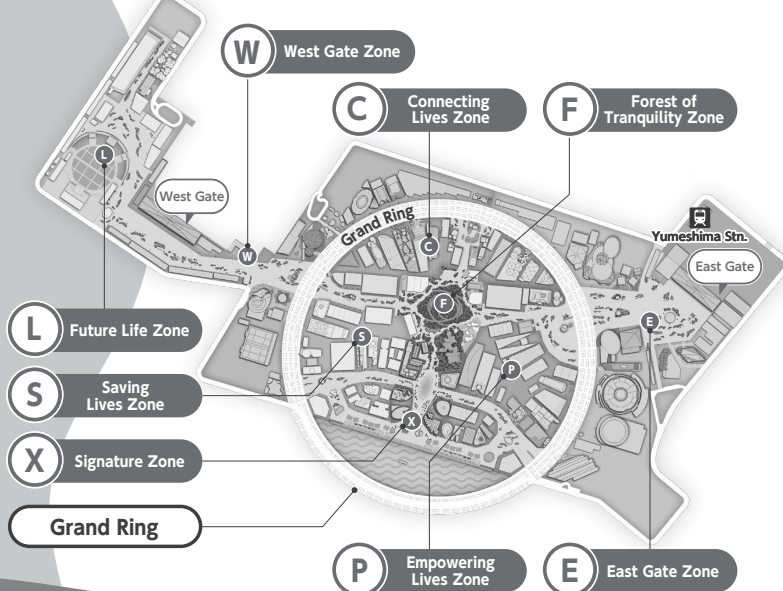 W West Gate Zone
C Connecting
Lives Zone
F Forest of
Tranquility Zone
West Gate
Grand Ring
Yumeshima Stn.
East Gate
L
W
C
F
S
P
E
X
L Future Life Zone
S Saving
Lives Zone
X Signature Zone
Grand Ring
P Empowering
Lives Zone
E East Gate Zone